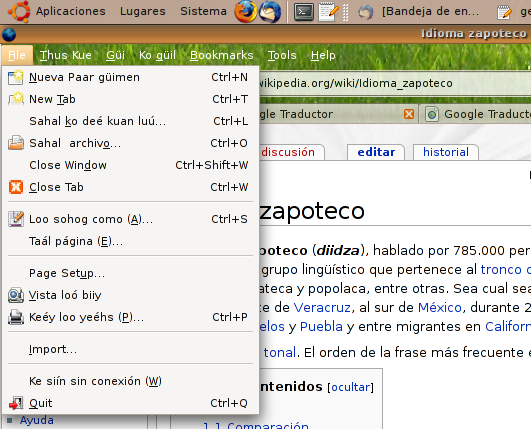 Aplicaciones Lugares Sistema [Bandeja de en...
Idioma zapoteco
File Thus Kue Güi Ko güil Bookmarks Tools Help
Nueva Paar güimen Ctrl+N
wikipedia.org/wiki/Idioma_zapoteco
New Tab Ctrl+T
gle Traductor Google Traductor
Sahal ko deé kuan luú... Ctrl+L
Sahal archivo... Ctrl+O
discusión editar historial
Close Window Ctrl+Shift+W
Close Tab Ctrl+W
zapoteco
Loo sohog como (A)... Ctrl+S
Taál página (E)...
poteco (diidza), hablado por 785.000 per
grupo lingüístico que pertenece al tronco
Page Setup...
ateca y popolaca, entre otras. Sea cual sea
Vista loó biiy
te de Veracruz, al sur de México, durante 2
Keéy loo yeéhs (P)... Ctrl+P
elos y Puebla y entre migrantes en Californ
Import...
tonal. El orden de la frase más frecuente e
Ke siín sin conexión (W)
ntenidos [ocultar]
Quit Ctrl+Q
Ayuda
1.1 Comparación